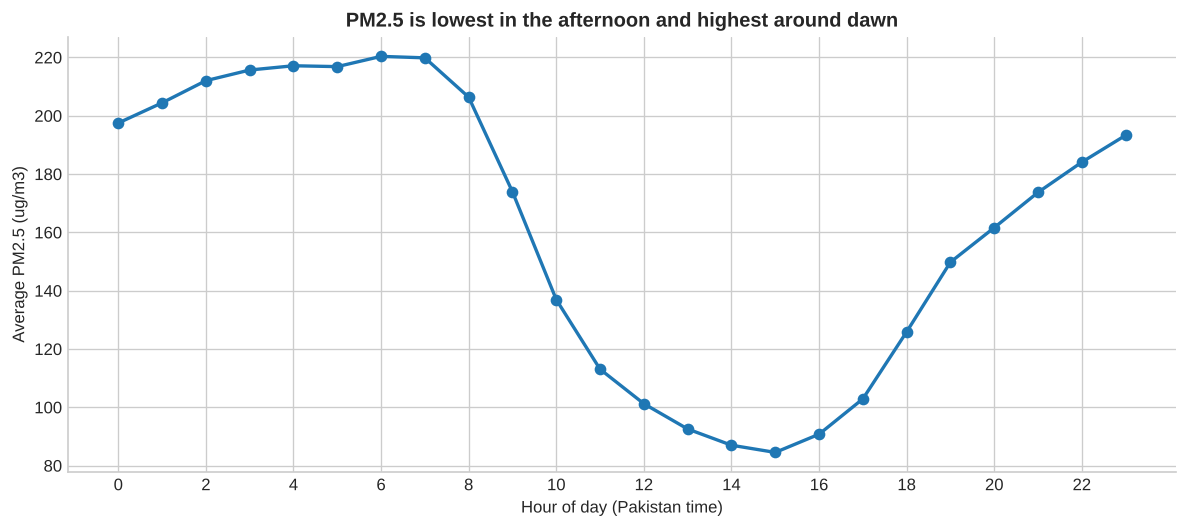 PM2.5 is lowest in the afternoon and highest around dawn
220
200
180
160
140
120
100
80
Average PM2.5 (ug/m3)
0 2 4 6 8 10 12 14 16 18 20 22
Hour of day (Pakistan time)